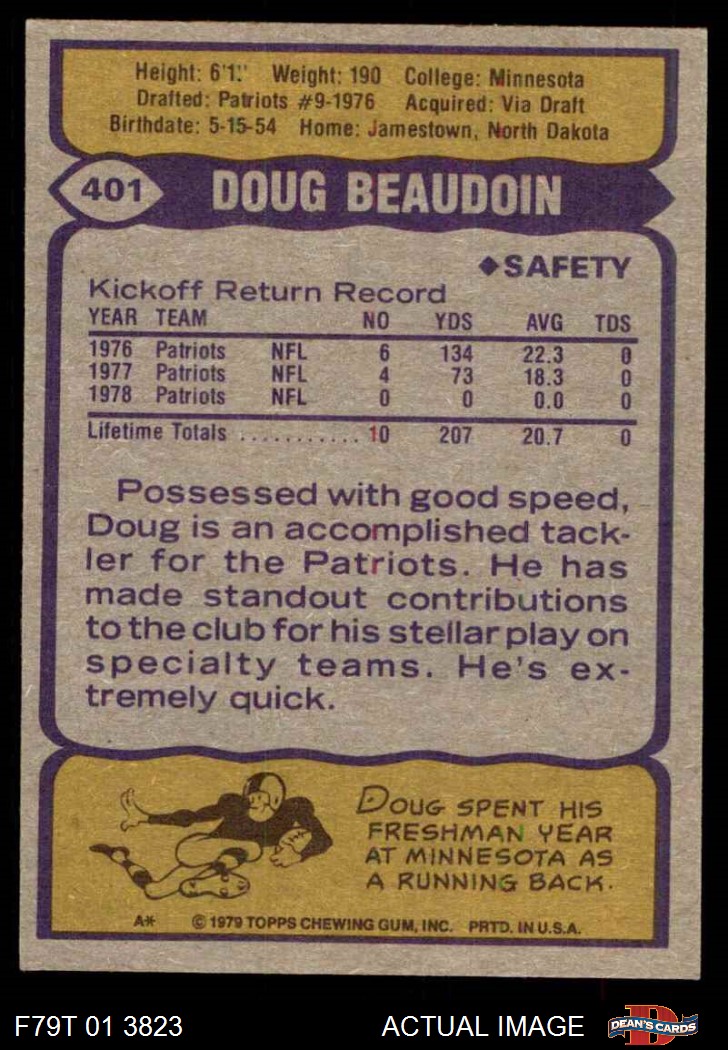 Height: 6'1" Weight: 190 College: Minnesota
Drafted: Patriots #9-1976 Acquired: Via Draft
Birthdate: 5-15-54 Home: Jamestown, North Dakota
401 DOUG BEAUDOIN
◆SAFETY
Kickoff Return Record
YEAR TEAM NO YDS AVG TDS
1976 Patriots NFL 6 134 22.3 0
1977 Patriots NFL 4 73 18.3 0
1978 Patriots NFL 0 0 0.0 0
Lifetime Totals ........... 10 207 20.7 0
Possessed with good speed,
Doug is an accomplished tack-
ler for the Patriots. He has
made standout contributions
to the club for his stellar play on
specialty teams. He's ex-
tremely quick.
DOUG SPENT HIS
FRESHMAN YEAR
AT MINNESOTA AS
A RUNNING BACK.
A* © 1979 TOPPS CHEWING GUM, INC. PRTD. IN U.S.A.
F79T 01 3823 ACTUAL IMAGE D DEAN'S CARDS